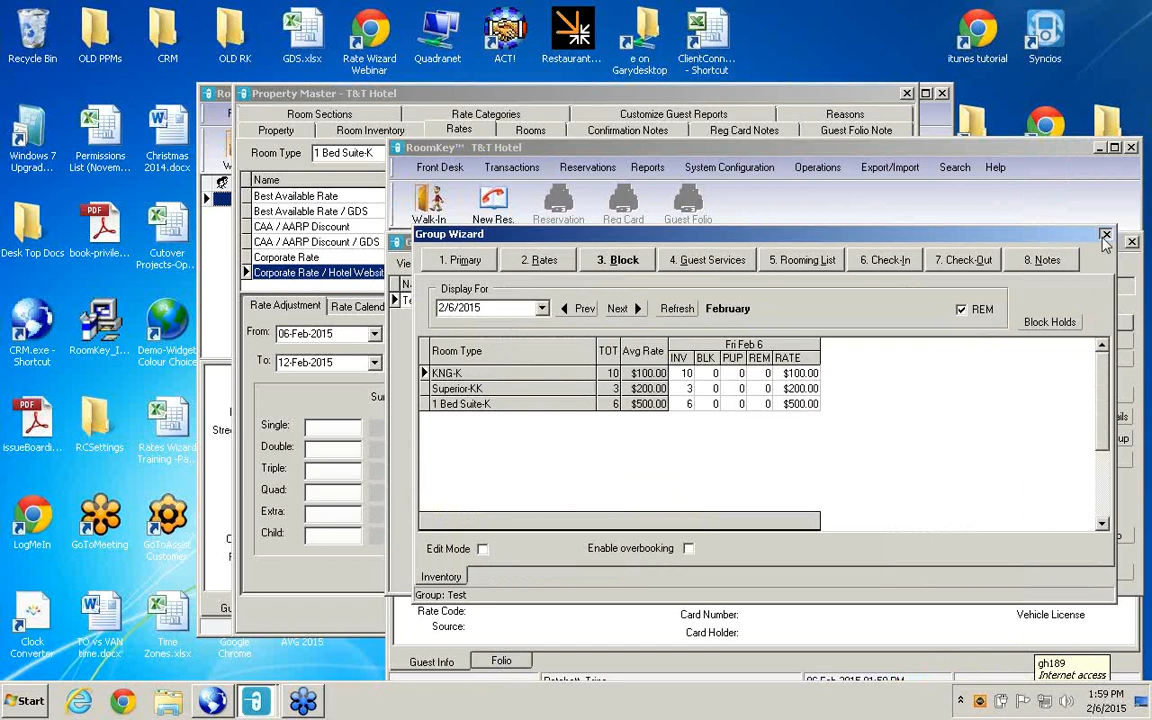 Recycle Bin
OLD PPMs
CRM
OLD RK
GDS.xlsx
Rate Wizard
Webinar
Quadranet
ACT!
Restaurant...
e on
Garydesktop
ClientConn...
- Shortcut
itunes tutorial
Syncios
Windows 7
Upgrad...
Permissions
List (Novem...
Christmas
2014.docx
Desk Top Docs
book-privile...
Cutover
Projects-Op...
CRM.exe -
Shortcut
RoomKey_I...
Demo-Widget
Colour Choice
issueBoardi...
RCSettings
Rates Wizard
Training -Pa...
LogMeIn
GoToMeeting
GoToAssist
Customer
Clock
Converter
TO vs VAN
time.docx
Time
Zones.xlsx
Google
Chrome
AVG 2015
Property Master - T&T Hotel
Room Sections
Rate Categories
Customize Guest Reports
Reasons
Property
Room Inventory
Rates
Rooms
Confirmation Notes
Reg Card Notes
Guest Folio Note
Room Type
1 Bed Suite-K
Name
Best Available Rate
Best Available Rate / GDS
CAA / AARP Discount
CAA / AARP Discount / GDS
Corporate Rate
Corporate Rate / Hotel Websit
Rate Adjustment
Rate Calend
From:
06-Feb-2015
To:
12-Feb-2015
Single:
Double:
Triple:
Quad:
Extra:
Child:
RoomKey™ T&T Hotel
Front Desk
Transactions
Reservations
Reports
System Configuration
Operations
Export/Import
Search
Help
Walk-In
New Res.
Reservation
Reg Card
Guest Folio
Group Wizard
1. Primary
2. Rates
3. Block
4. Guest Services
5. Rooming List
6. Check-In
7. Check-Out
8. Notes
Display For
2/6/2015
Prev
Next
Refresh
February
REM
Block Holds
Fri Feb 6
Room Type TOT Avg Rate INV BLK PUP REM RATE
KNG-K 10 $100.00 10 0 0 0 $100.00
Superior-KK 3 $200.00 3 0 0 0 $200.00
1 Bed Suite-K 6 $500.00 6 0 0 0 $500.00
Edit Mode
Enable overbooking
Inventory
Group: Test
Rate Code:
Source:
Card Number:
Card Holder:
Vehicle License
Guest Info
Folio
gh189
Internet access
Start
1:59 PM
2/6/2015